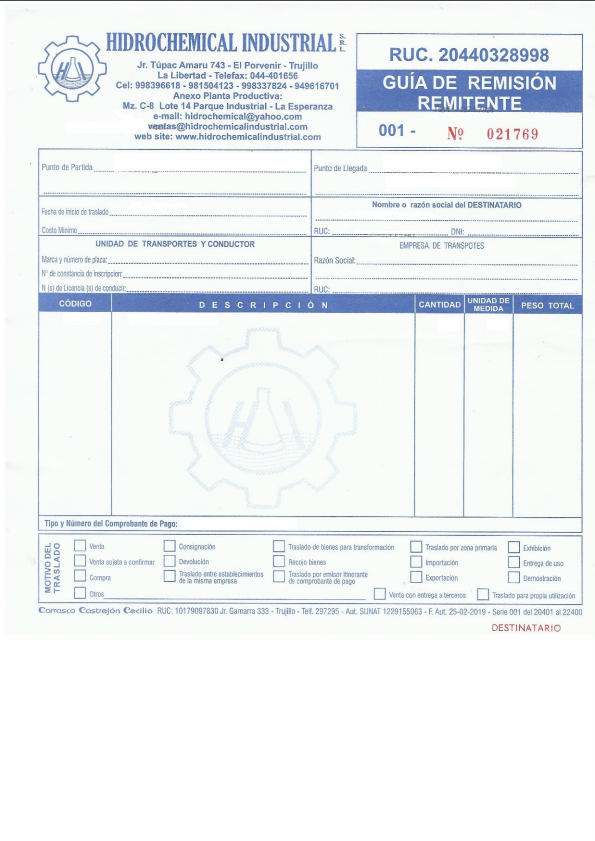 HIDROCHEMICAL INDUSTRIAL S.R.L.
Jr. Túpac Amaru 743 - El Porvenir - Trujillo
La Libertad - Telefax: 044-401656
Cel: 998396618 - 981504123 - 998337824 - 949616701
Anexo Planta Productiva:
Mz. C-8 Lote 14 Parque Industrial - La Esperanza
e-mail: hidrochemical@yahoo.com
ventas@hidrochemicalindustrial.com
web site: www.hidrochemicalindustrial.com
RUC. 20440328998
GUÍA DE REMISIÓN
REMITENTE
001 - Nº 021769
Punto de Partida
Punto de Llegada
Fecha de inicio de traslado
Costo Minimo
Nombre o razón social del DESTINATARIO
RUC: DNI:
UNIDAD DE TRANSPORTES Y CONDUCTOR
Marca y número de placa:
Nº de constancia de inscripcion:
N (s) de Licencia (s) de conducir:
EMPRESA DE TRANSPOTES
Razón Social:
RUC:
CÓDIGO DESCRIPCIÓN CANTIDAD UNIDAD DE MEDIDA PESO TOTAL
Tipo y Número del Comprobante de Pago:
MOTIVO DEL TRASLADO
Venta Consignación Traslado de bienes para transformación Traslado por zona primaria Exhibición
Venta sujeta a confirmar Devolución Recojo bienes Importación Entrega de uso
Compra Traslado entre establecimientos de la misma empresa Traslado por emisor itinerante de comprobante de pago Exportación Demostración
Otros Venta con entrega a terceros Traslado para propia utilización
Carrasco Castrejón Cecilio RUC: 10179097830 Jr. Gamarra 333 - Trujillo - Telf. 297295 - Aut. SUNAT 1229155063 - F. Aut. 25-02-2019 - Serie 001 del 20401 al 22400
DESTINATARIO